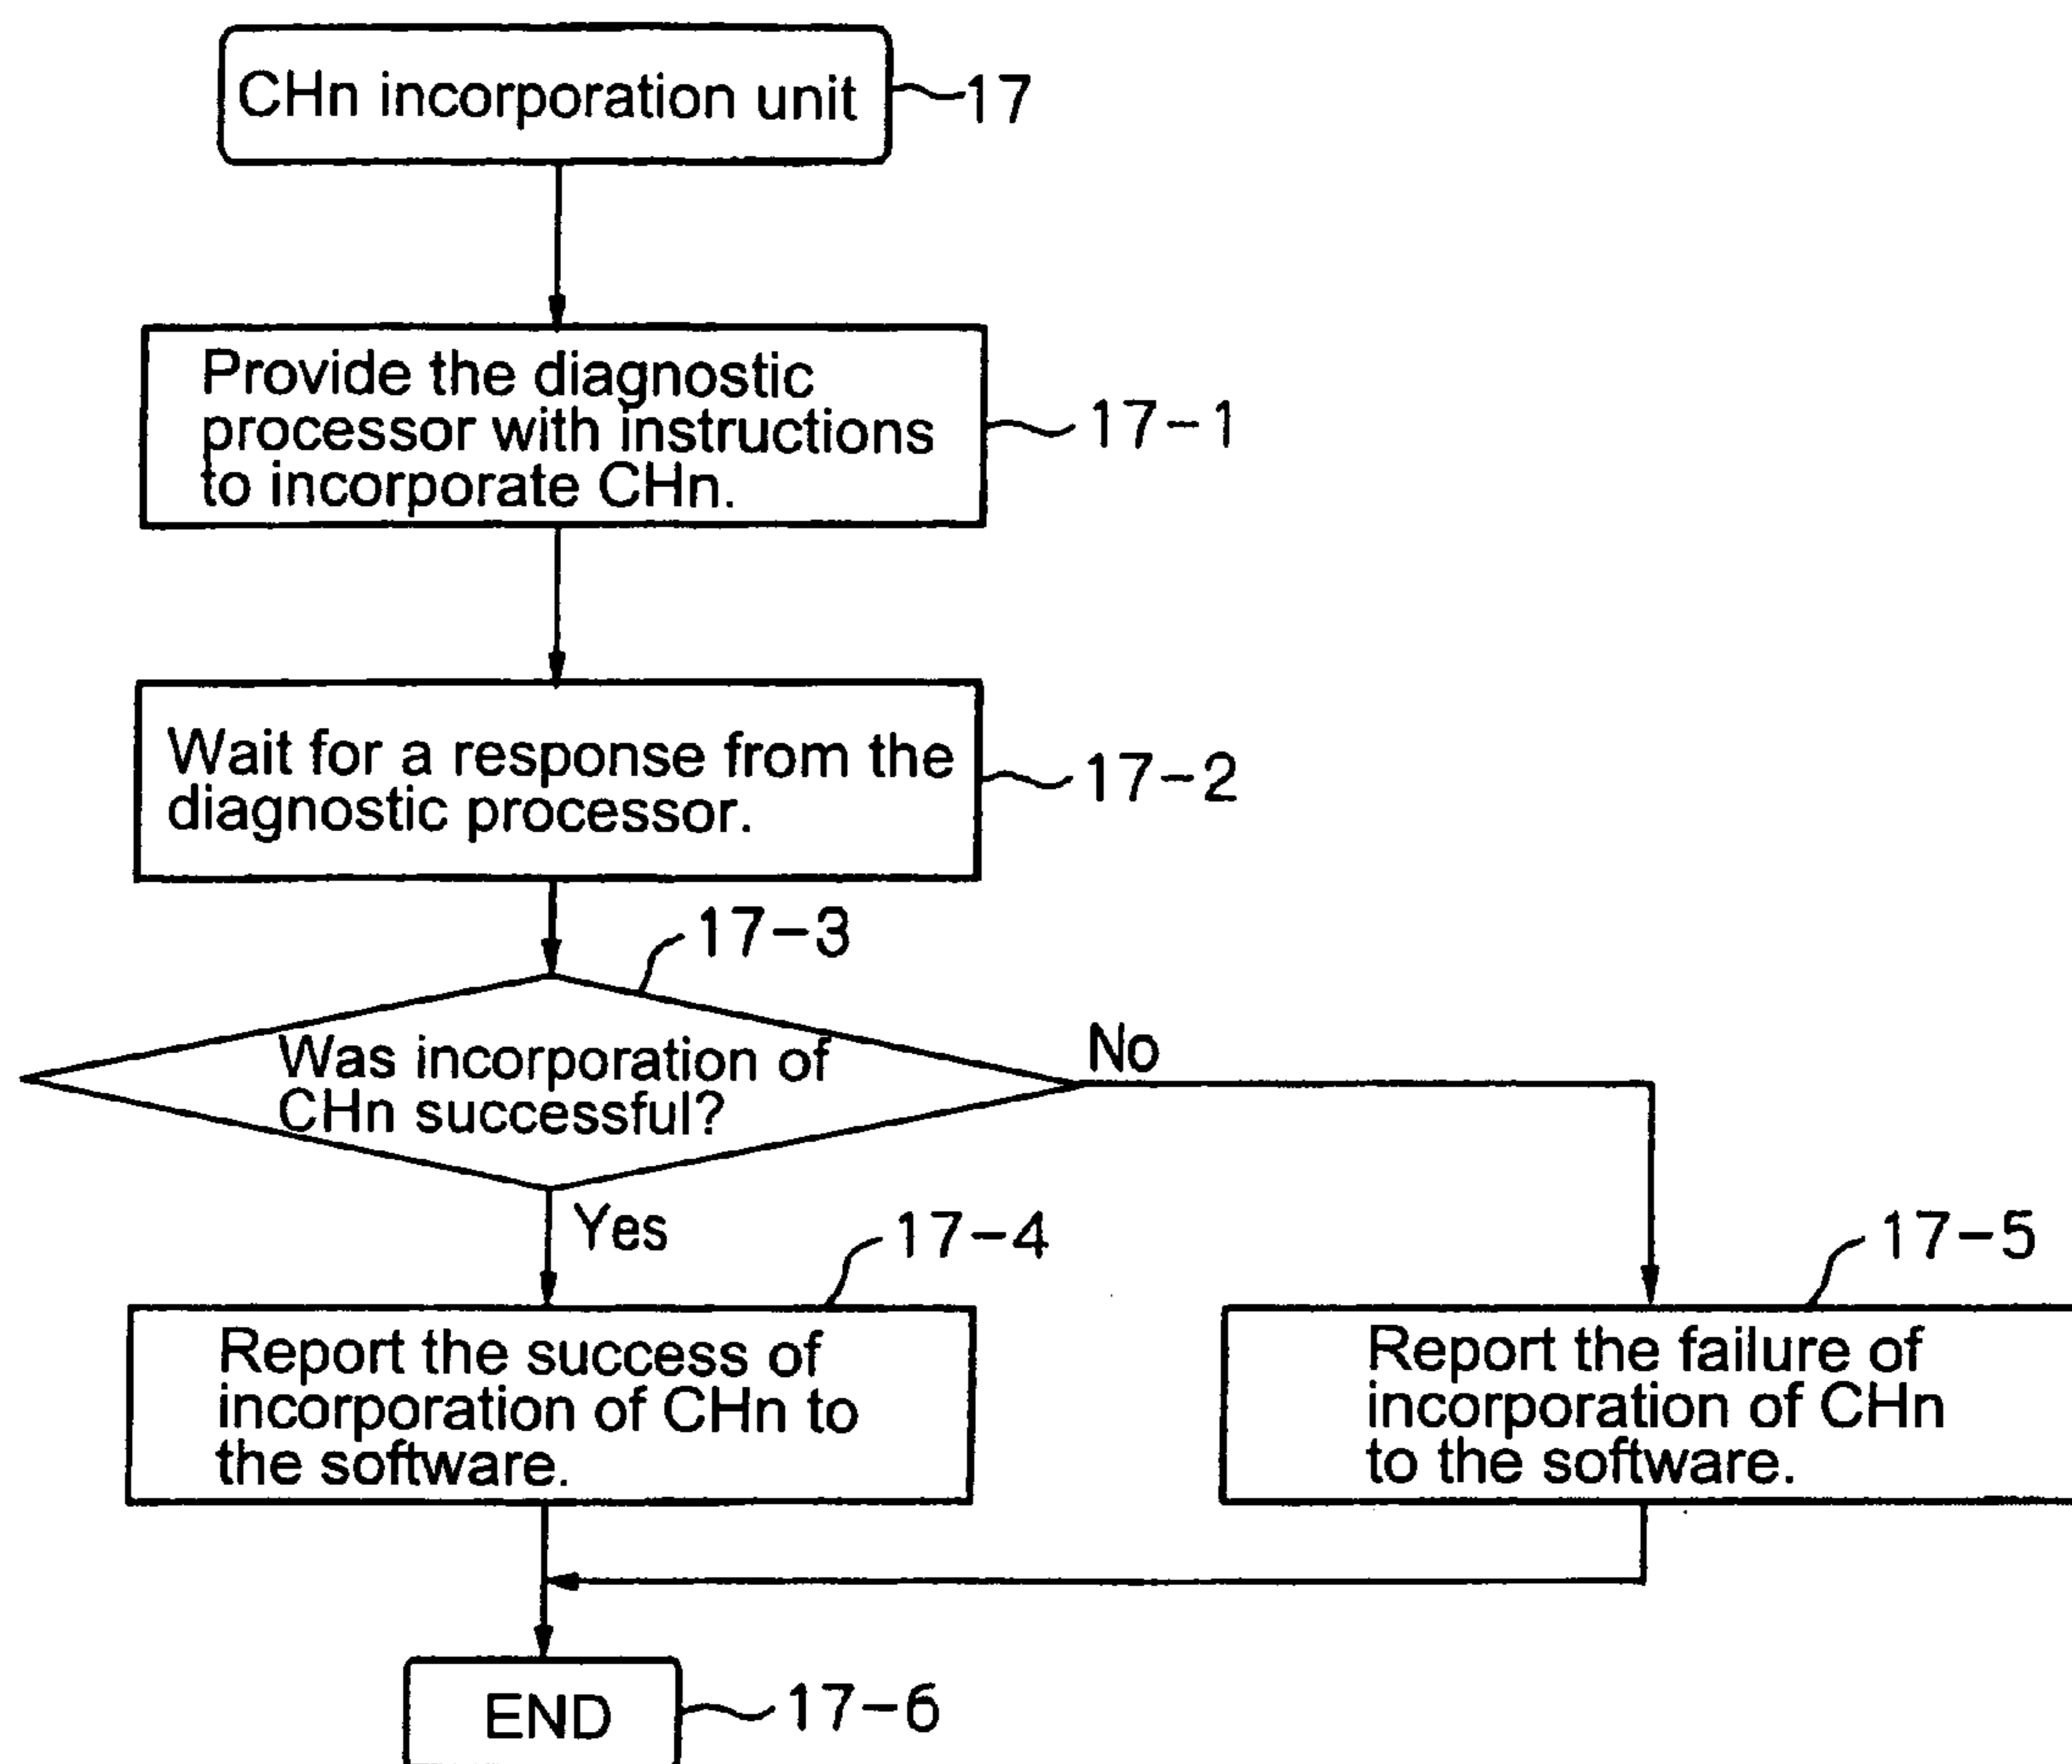 CHn incorporation unit
17
Provide the diagnostic
processor with instructions
to incorporate CHn.
17-1
Wait for a response from the
diagnostic processor.
17-2
17-3
Was incorporation of
CHn successful?
No
Yes
17-4
Report the success of
incorporation of CHn to
the software.
17-5
Report the failure of
incorporation of CHn
to the software.
END
17-6